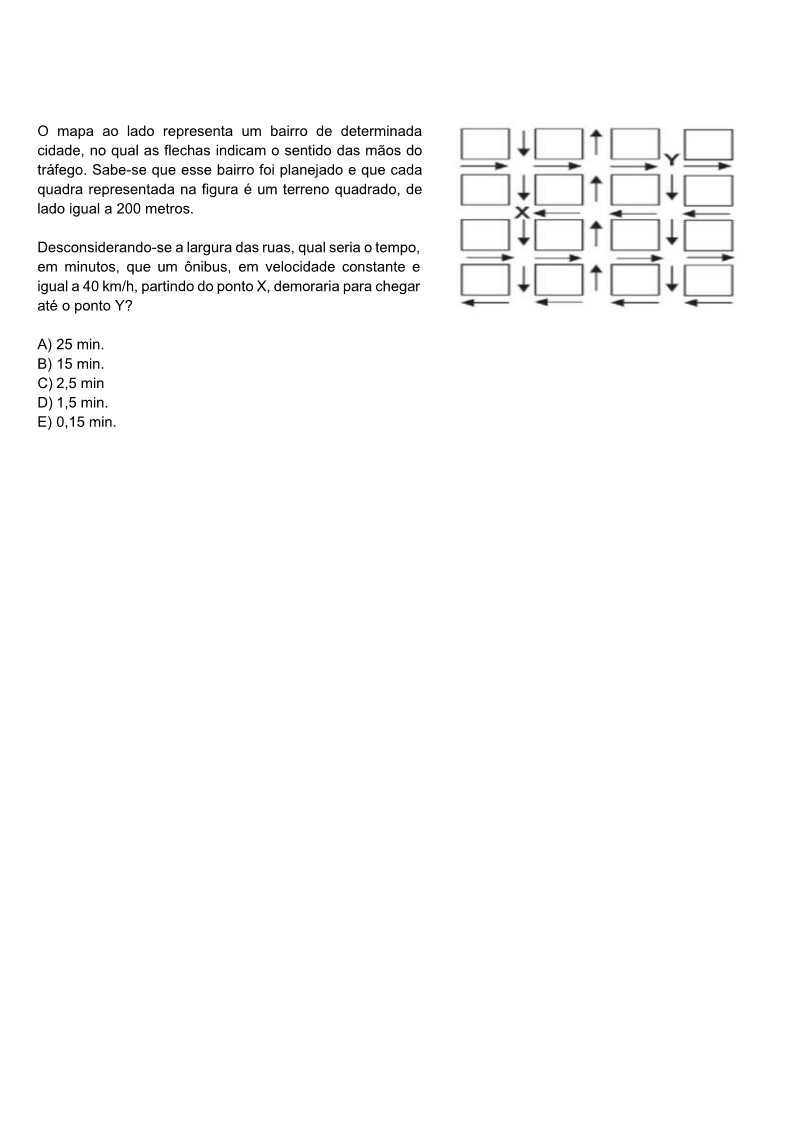 O mapa ao lado representa um bairro de determinada
cidade, no qual as flechas indicam o sentido das mãos do
tráfego. Sabe-se que esse bairro foi planejado e que cada
quadra representada na figura é um terreno quadrado, de
lado igual a 200 metros.
Desconsiderando-se a largura das ruas, qual seria o tempo,
em minutos, que um ônibus, em velocidade constante e
igual a 40 km/h, partindo do ponto X, demoraria para chegar
até o ponto Y?
A) 25 min.
B) 15 min.
C) 2,5 min
D) 1,5 min.
E) 0,15 min.
Y
X